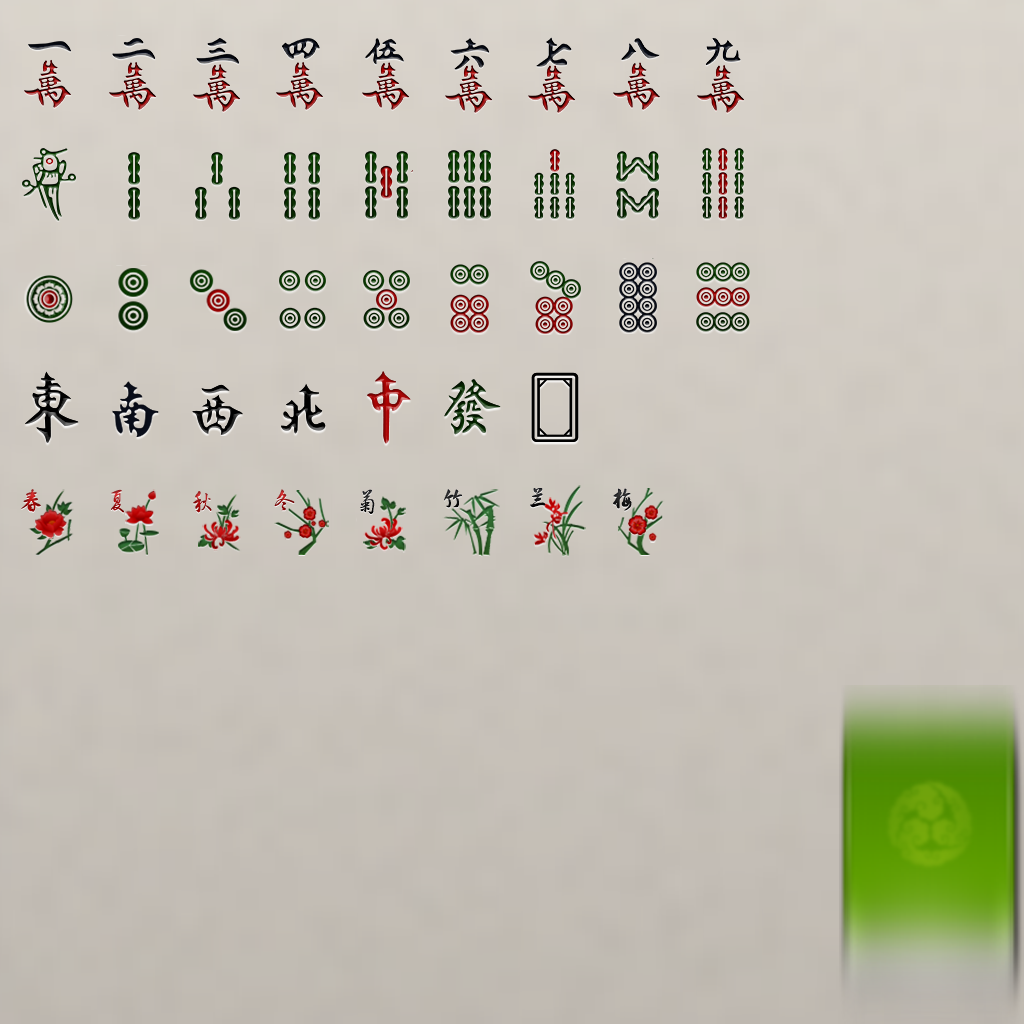 一 二 三 四 伍 六 七 八 九
萬 萬 萬 萬 萬 萬 萬 萬 萬
東 南 西 北 中 發
春 夏 秋 冬 菊 竹 兰 梅